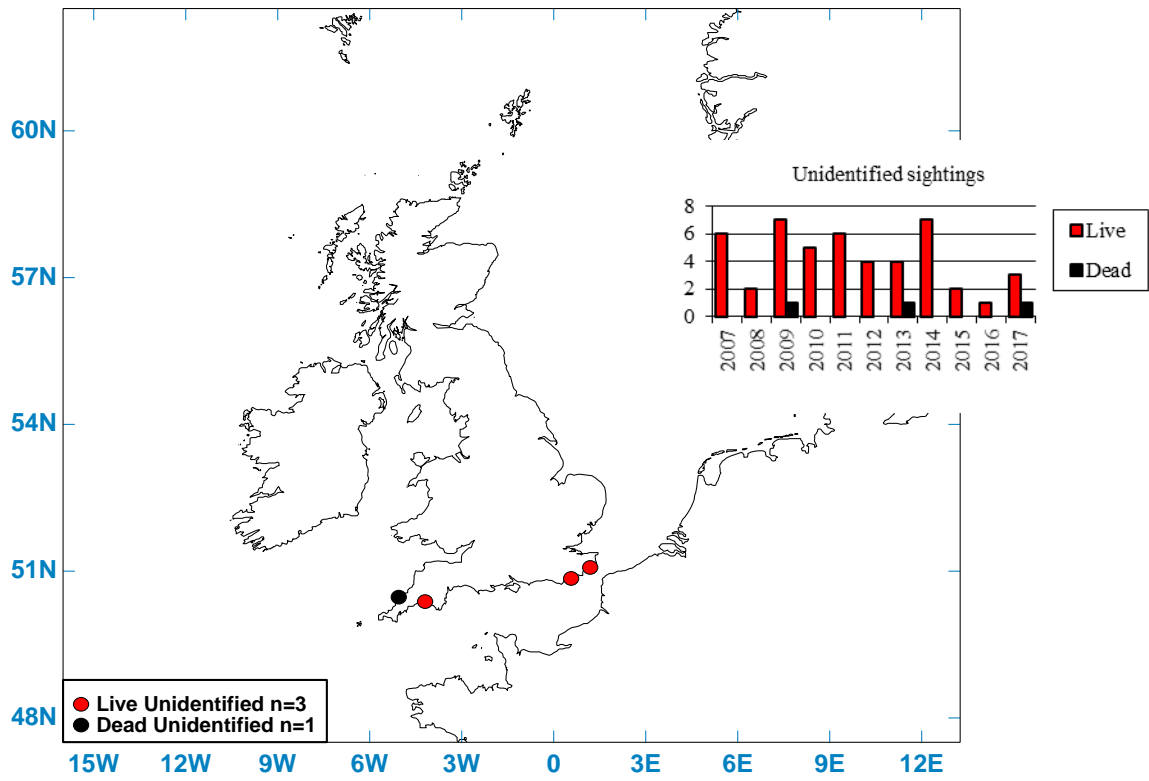 60N
57N
54N
51N
48N
Unidentified sightings
8
6
4
2
0
2007
2008
2009
2010
2011
2012
2013
2014
2015
2016
2017
Live
Dead
Live Unidentified n=3
Dead Unidentified n=1
15W 12W 9W 6W 3W 0 3E 6E 9E 12E